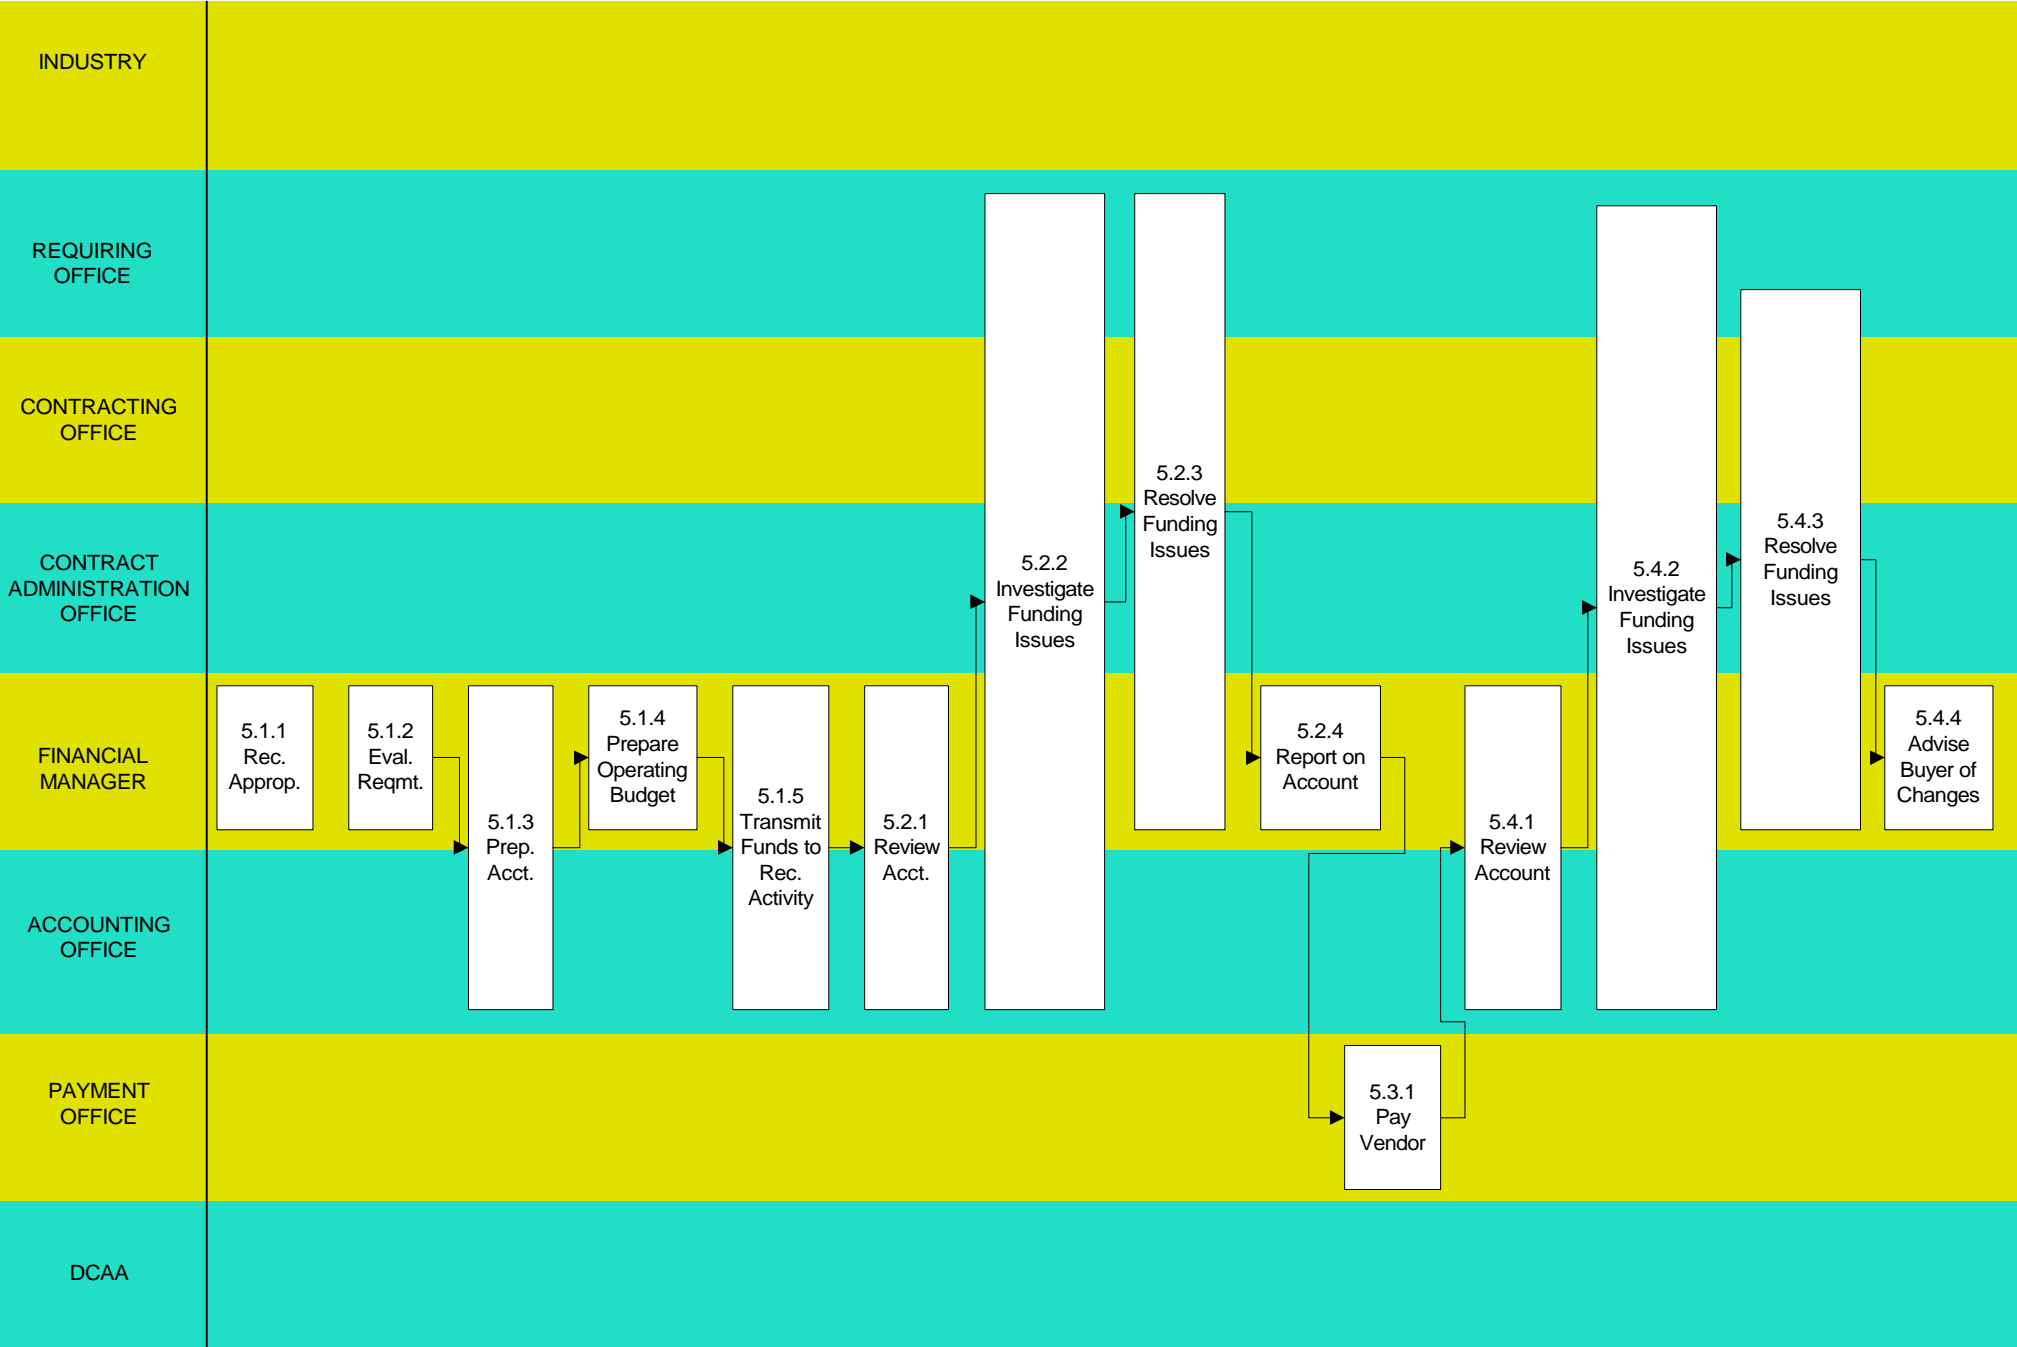 INDUSTRY
REQUIRING
OFFICE
CONTRACTING
OFFICE
CONTRACT
ADMINISTRATION
OFFICE
FINANCIAL
MANAGER
ACCOUNTING
OFFICE
PAYMENT
OFFICE
DCAA
5.1.1
Rec.
Approp.
5.1.2
Eval.
Reqmt.
5.1.3
Prep.
Acct.
5.1.4
Prepare
Operating
Budget
5.1.5
Transmit
Funds to
Rec.
Activity
5.2.1
Review
Acct.
5.2.2
Investigate
Funding
Issues
5.2.3
Resolve
Funding
Issues
5.2.4
Report on
Account
5.3.1
Pay
Vendor
5.4.1
Review
Account
5.4.2
Investigate
Funding
Issues
5.4.3
Resolve
Funding
Issues
5.4.4
Advise
Buyer of
Changes